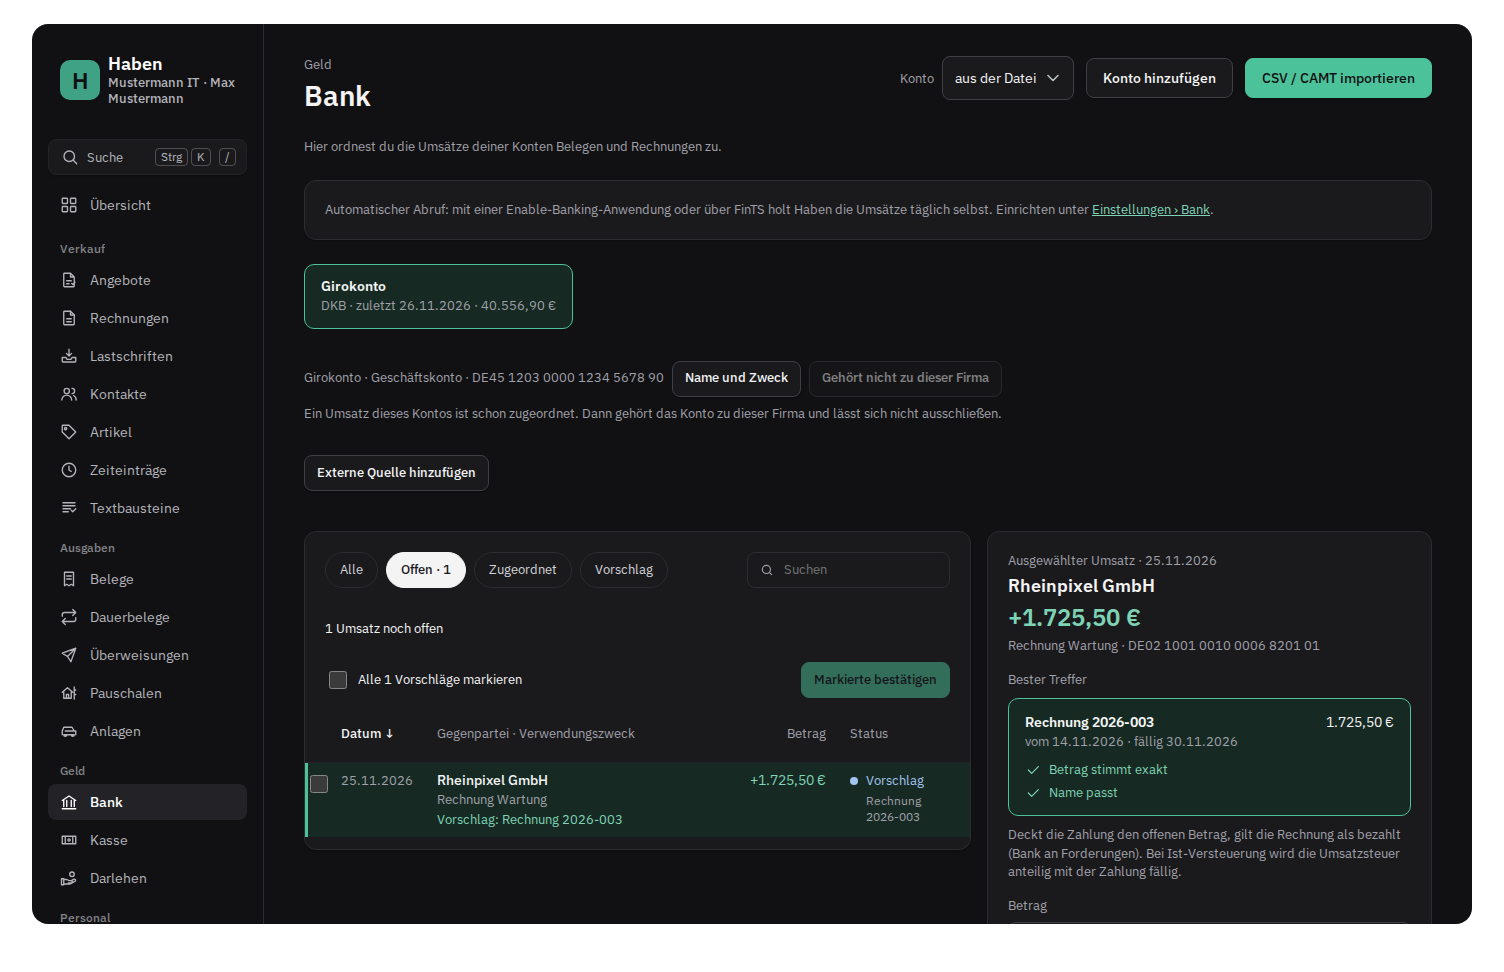 H
Haben
Mustermann IT · Max
Mustermann
Suche
Strg K /
Übersicht
Verkauf
Angebote
Rechnungen
Lastschriften
Kontakte
Artikel
Zeiteinträge
Textbausteine
Ausgaben
Belege
Dauerbelege
Überweisungen
Pauschalen
Anlagen
Geld
Bank
Kasse
Darlehen
Personal
Geld
Bank
Konto
aus der Datei
Konto hinzufügen
CSV / CAMT importieren
Hier ordnest du die Umsätze deiner Konten Belegen und Rechnungen zu.
Automatischer Abruf: mit einer Enable-Banking-Anwendung oder über FinTS holt Haben die Umsätze täglich selbst. Einrichten unter Einstellungen › Bank.
Girokonto
DKB · zuletzt 26.11.2026 · 40.556,90 €
Girokonto · Geschäftskonto · DE45 1203 0000 1234 5678 90
Name und Zweck
Gehört nicht zu dieser Firma
Ein Umsatz dieses Kontos ist schon zugeordnet. Dann gehört das Konto zu dieser Firma und lässt sich nicht ausschließen.
Externe Quelle hinzufügen
Alle
Offen · 1
Zugeordnet
Vorschlag
Suchen
1 Umsatz noch offen
Alle 1 Vorschläge markieren
Markierte bestätigen
Datum ↓
Gegenpartei · Verwendungszweck
Betrag
Status
25.11.2026
Rheinpixel GmbH
Rechnung Wartung
Vorschlag: Rechnung 2026-003
+1.725,50 €
Vorschlag
Rechnung
2026-003
Ausgewählter Umsatz · 25.11.2026
Rheinpixel GmbH
+1.725,50 €
Rechnung Wartung · DE02 1001 0010 0006 8201 01
Bester Treffer
Rechnung 2026-003
1.725,50 €
vom 14.11.2026 · fällig 30.11.2026
Betrag stimmt exakt
Name passt
Deckt die Zahlung den offenen Betrag, gilt die Rechnung als bezahlt
(Bank an Forderungen). Bei Ist-Versteuerung wird die Umsatzsteuer
anteilig mit der Zahlung fällig.
Betrag